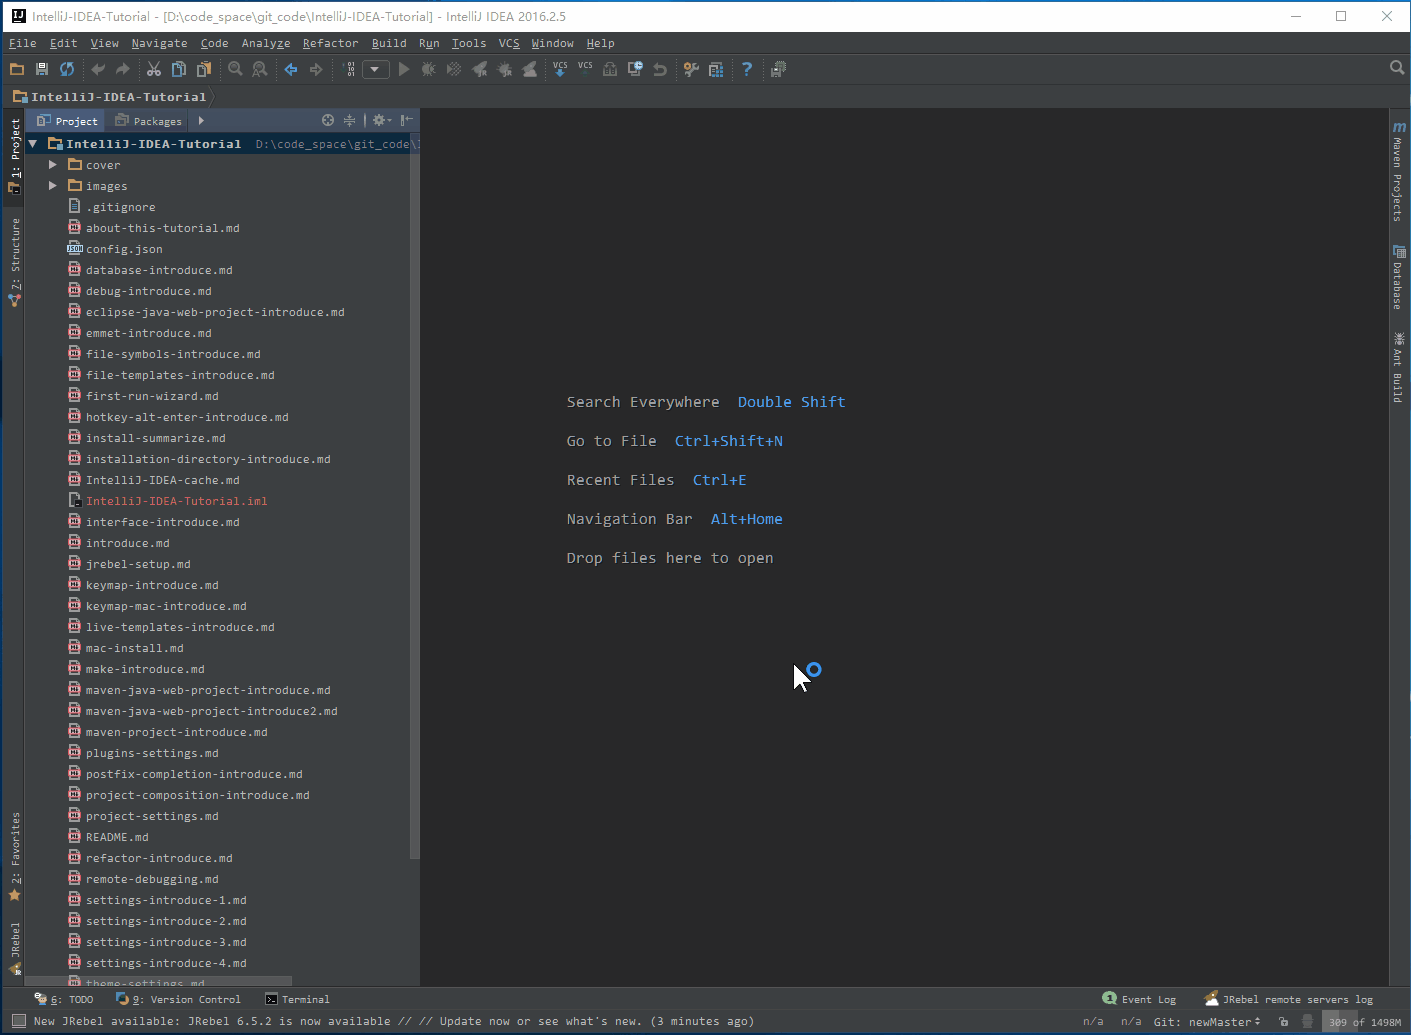 IntelliJ-IDEA-Tutorial - [D:\code_space\git_code\IntelliJ-IDEA-Tutorial] - IntelliJ IDEA 2016.2.5
File Edit View Navigate Code Analyze Refactor Build Run Tools VCS Window Help
VCS VCS
IntelliJ-IDEA-Tutorial
Project Packages
IntelliJ-IDEA-Tutorial D:\code_space\git_code\
cover
images
.gitignore
about-this-tutorial.md
config.json
database-introduce.md
debug-introduce.md
eclipse-java-web-project-introduce.md
emmet-introduce.md
file-symbols-introduce.md
file-templates-introduce.md
first-run-wizard.md
hotkey-alt-enter-introduce.md
install-summarize.md
installation-directory-introduce.md
IntelliJ-IDEA-cache.md
IntelliJ-IDEA-Tutorial.iml
interface-introduce.md
introduce.md
jrebel-setup.md
keymap-introduce.md
keymap-mac-introduce.md
live-templates-introduce.md
mac-install.md
make-introduce.md
maven-java-web-project-introduce.md
maven-java-web-project-introduce2.md
maven-project-introduce.md
plugins-settings.md
postfix-completion-introduce.md
project-composition-introduce.md
project-settings.md
README.md
refactor-introduce.md
remote-debugging.md
settings-introduce-1.md
settings-introduce-2.md
settings-introduce-3.md
settings-introduce-4.md
theme-settings.md
1: Project
7: Structure
2: Favorites
JRebel
Search Everywhere Double Shift
Go to File Ctrl+Shift+N
Recent Files Ctrl+E
Navigation Bar Alt+Home
Drop files here to open
Maven Projects
Database
Ant Build
6: TODO 9: Version Control Terminal
1 Event Log JRebel remote servers log
New JRebel available: JRebel 6.5.2 is now available // // Update now or see what's new. (3 minutes ago)
n/a n/a Git: newMaster 309 of 1498M